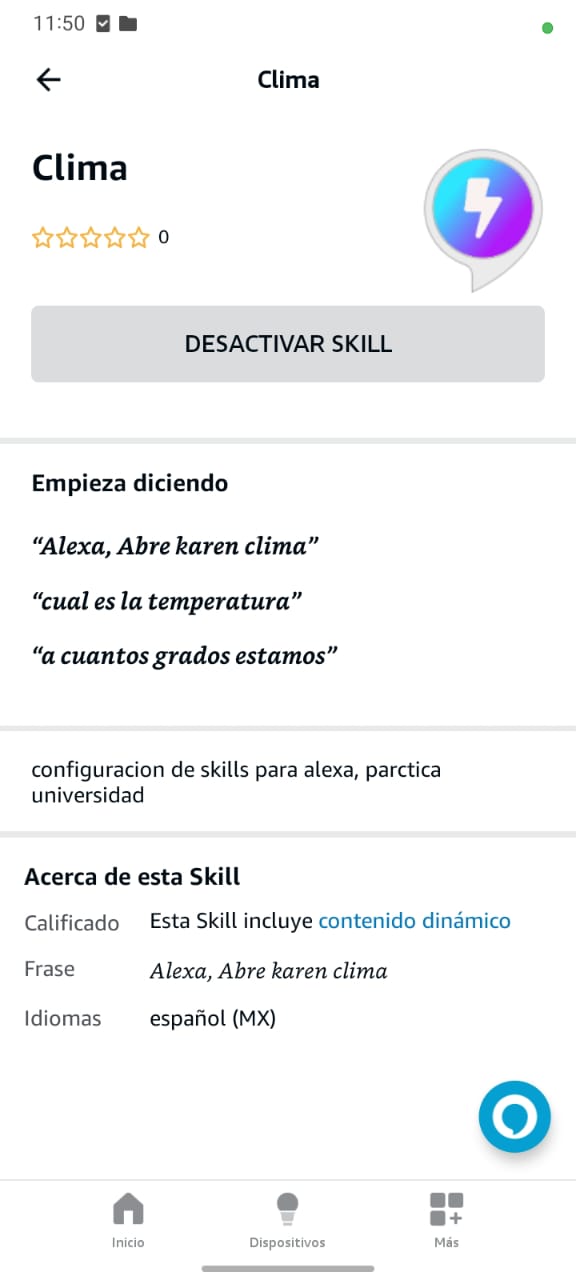 11:50
Clima
Clima
0
DESACTIVAR SKILL
Empieza diciendo
“Alexa, Abre karen clima”
“cual es la temperatura”
“a cuantos grados estamos”
configuracion de skills para alexa, parctica
universidad
Acerca de esta Skill
Calificado Esta Skill incluye contenido dinámico
Frase Alexa, Abre karen clima
Idiomas español (MX)
Inicio Dispositivos Más